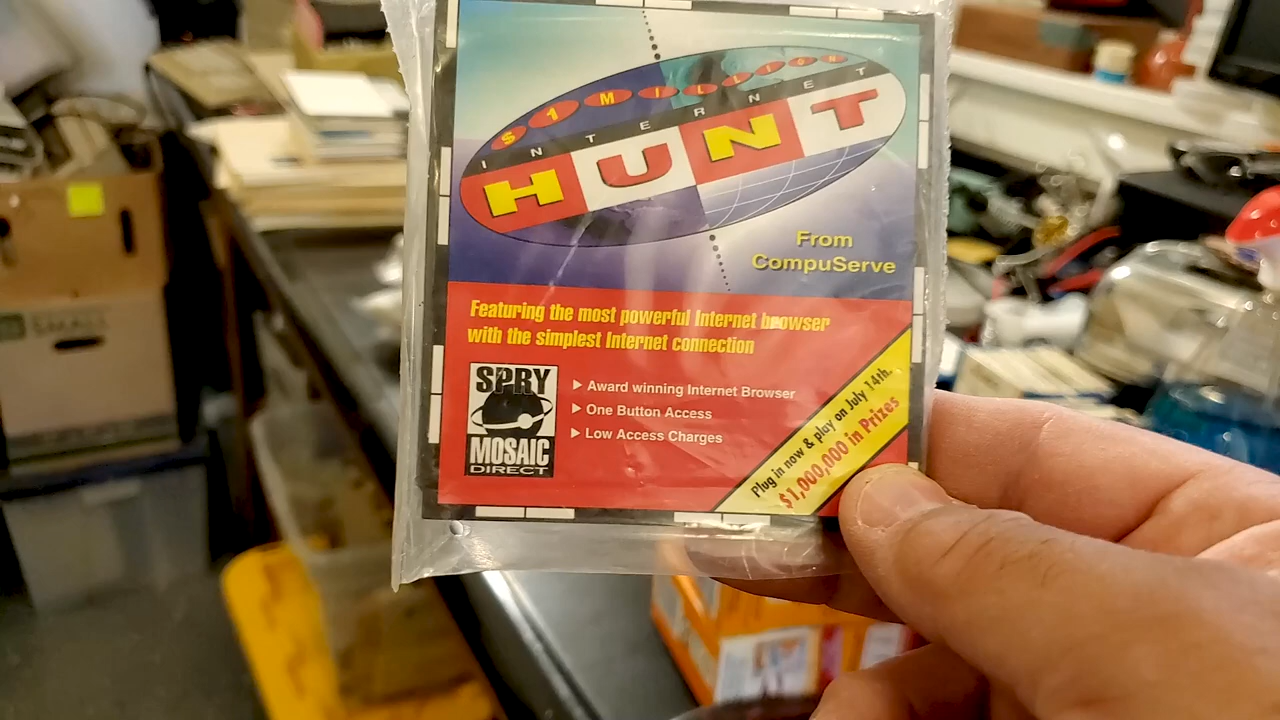 $1 MILLION
INTERNET
HUNT
From
CompuServe
Featuring the most powerful Internet browser
with the simplest Internet connection
SPRY
MOSAIC
DIRECT
Award winning Internet Browser
One Button Access
Low Access Charges
Plug in now & play on July 14th.
$1,000,000 in Prizes
SMALL